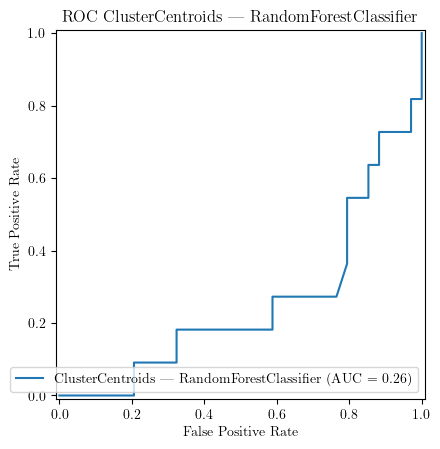 ROC ClusterCentroids — RandomForestClassifier
1.0
0.8
0.6
0.4
0.2
0.0
True Positive Rate
ClusterCentroids — RandomForestClassifier (AUC = 0.26)
0.0 0.2 0.4 0.6 0.8 1.0
False Positive Rate